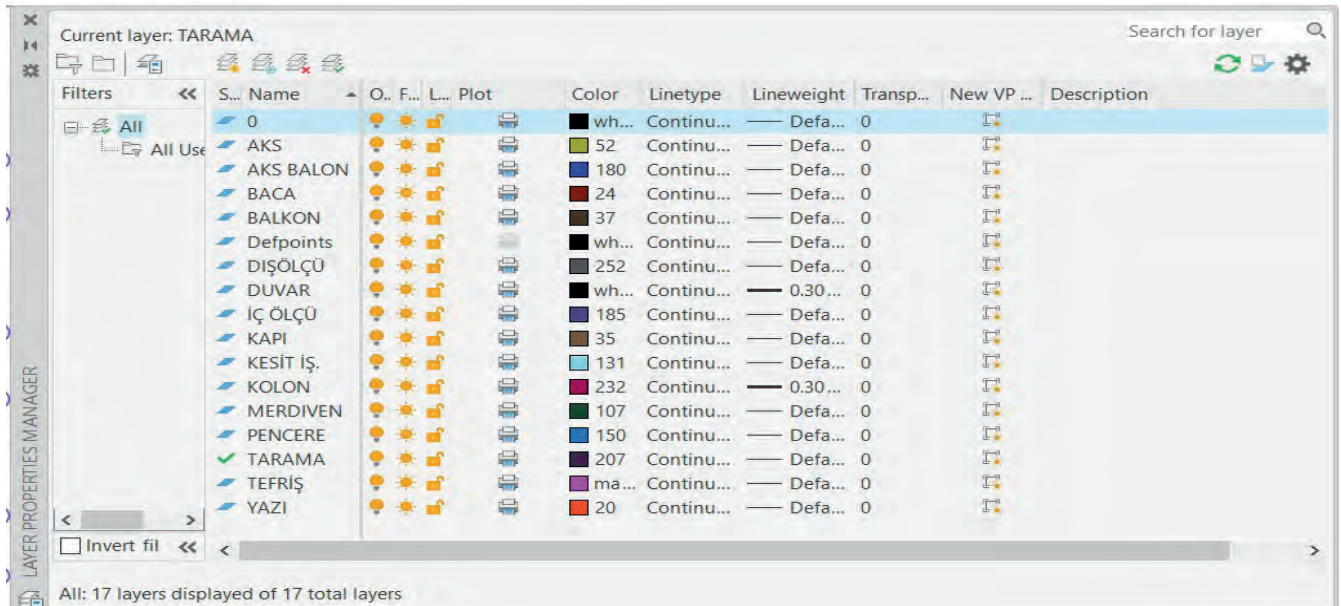 Current layer: TARAMA
Search for layer
Filters
S... Name O.. F... L... Plot Color Linetype Lineweight Transp... New VP ... Description
All
All Use
0 wh... Continu... Defa... 0
AKS 52 Continu... Defa... 0
AKS BALON 180 Continu... Defa... 0
BACA 24 Continu... Defa... 0
BALKON 37 Continu... Defa... 0
Defpoints wh... Continu... Defa... 0
DIŞÖLÇÜ 252 Continu... Defa... 0
DUVAR wh... Continu... 0.30... 0
İÇ ÖLÇÜ 185 Continu... Defa... 0
KAPI 35 Continu... Defa... 0
KESİT İŞ. 131 Continu... Defa... 0
KOLON 232 Continu... 0.30... 0
MERDIVEN 107 Continu... Defa... 0
PENCERE 150 Continu... Defa... 0
TARAMA 207 Continu... Defa... 0
TEFRİŞ ma... Continu... Defa... 0
YAZI 20 Continu... Defa... 0
Invert fil
All: 17 layers displayed of 17 total layers
LAYER PROPERTIES MANAGER